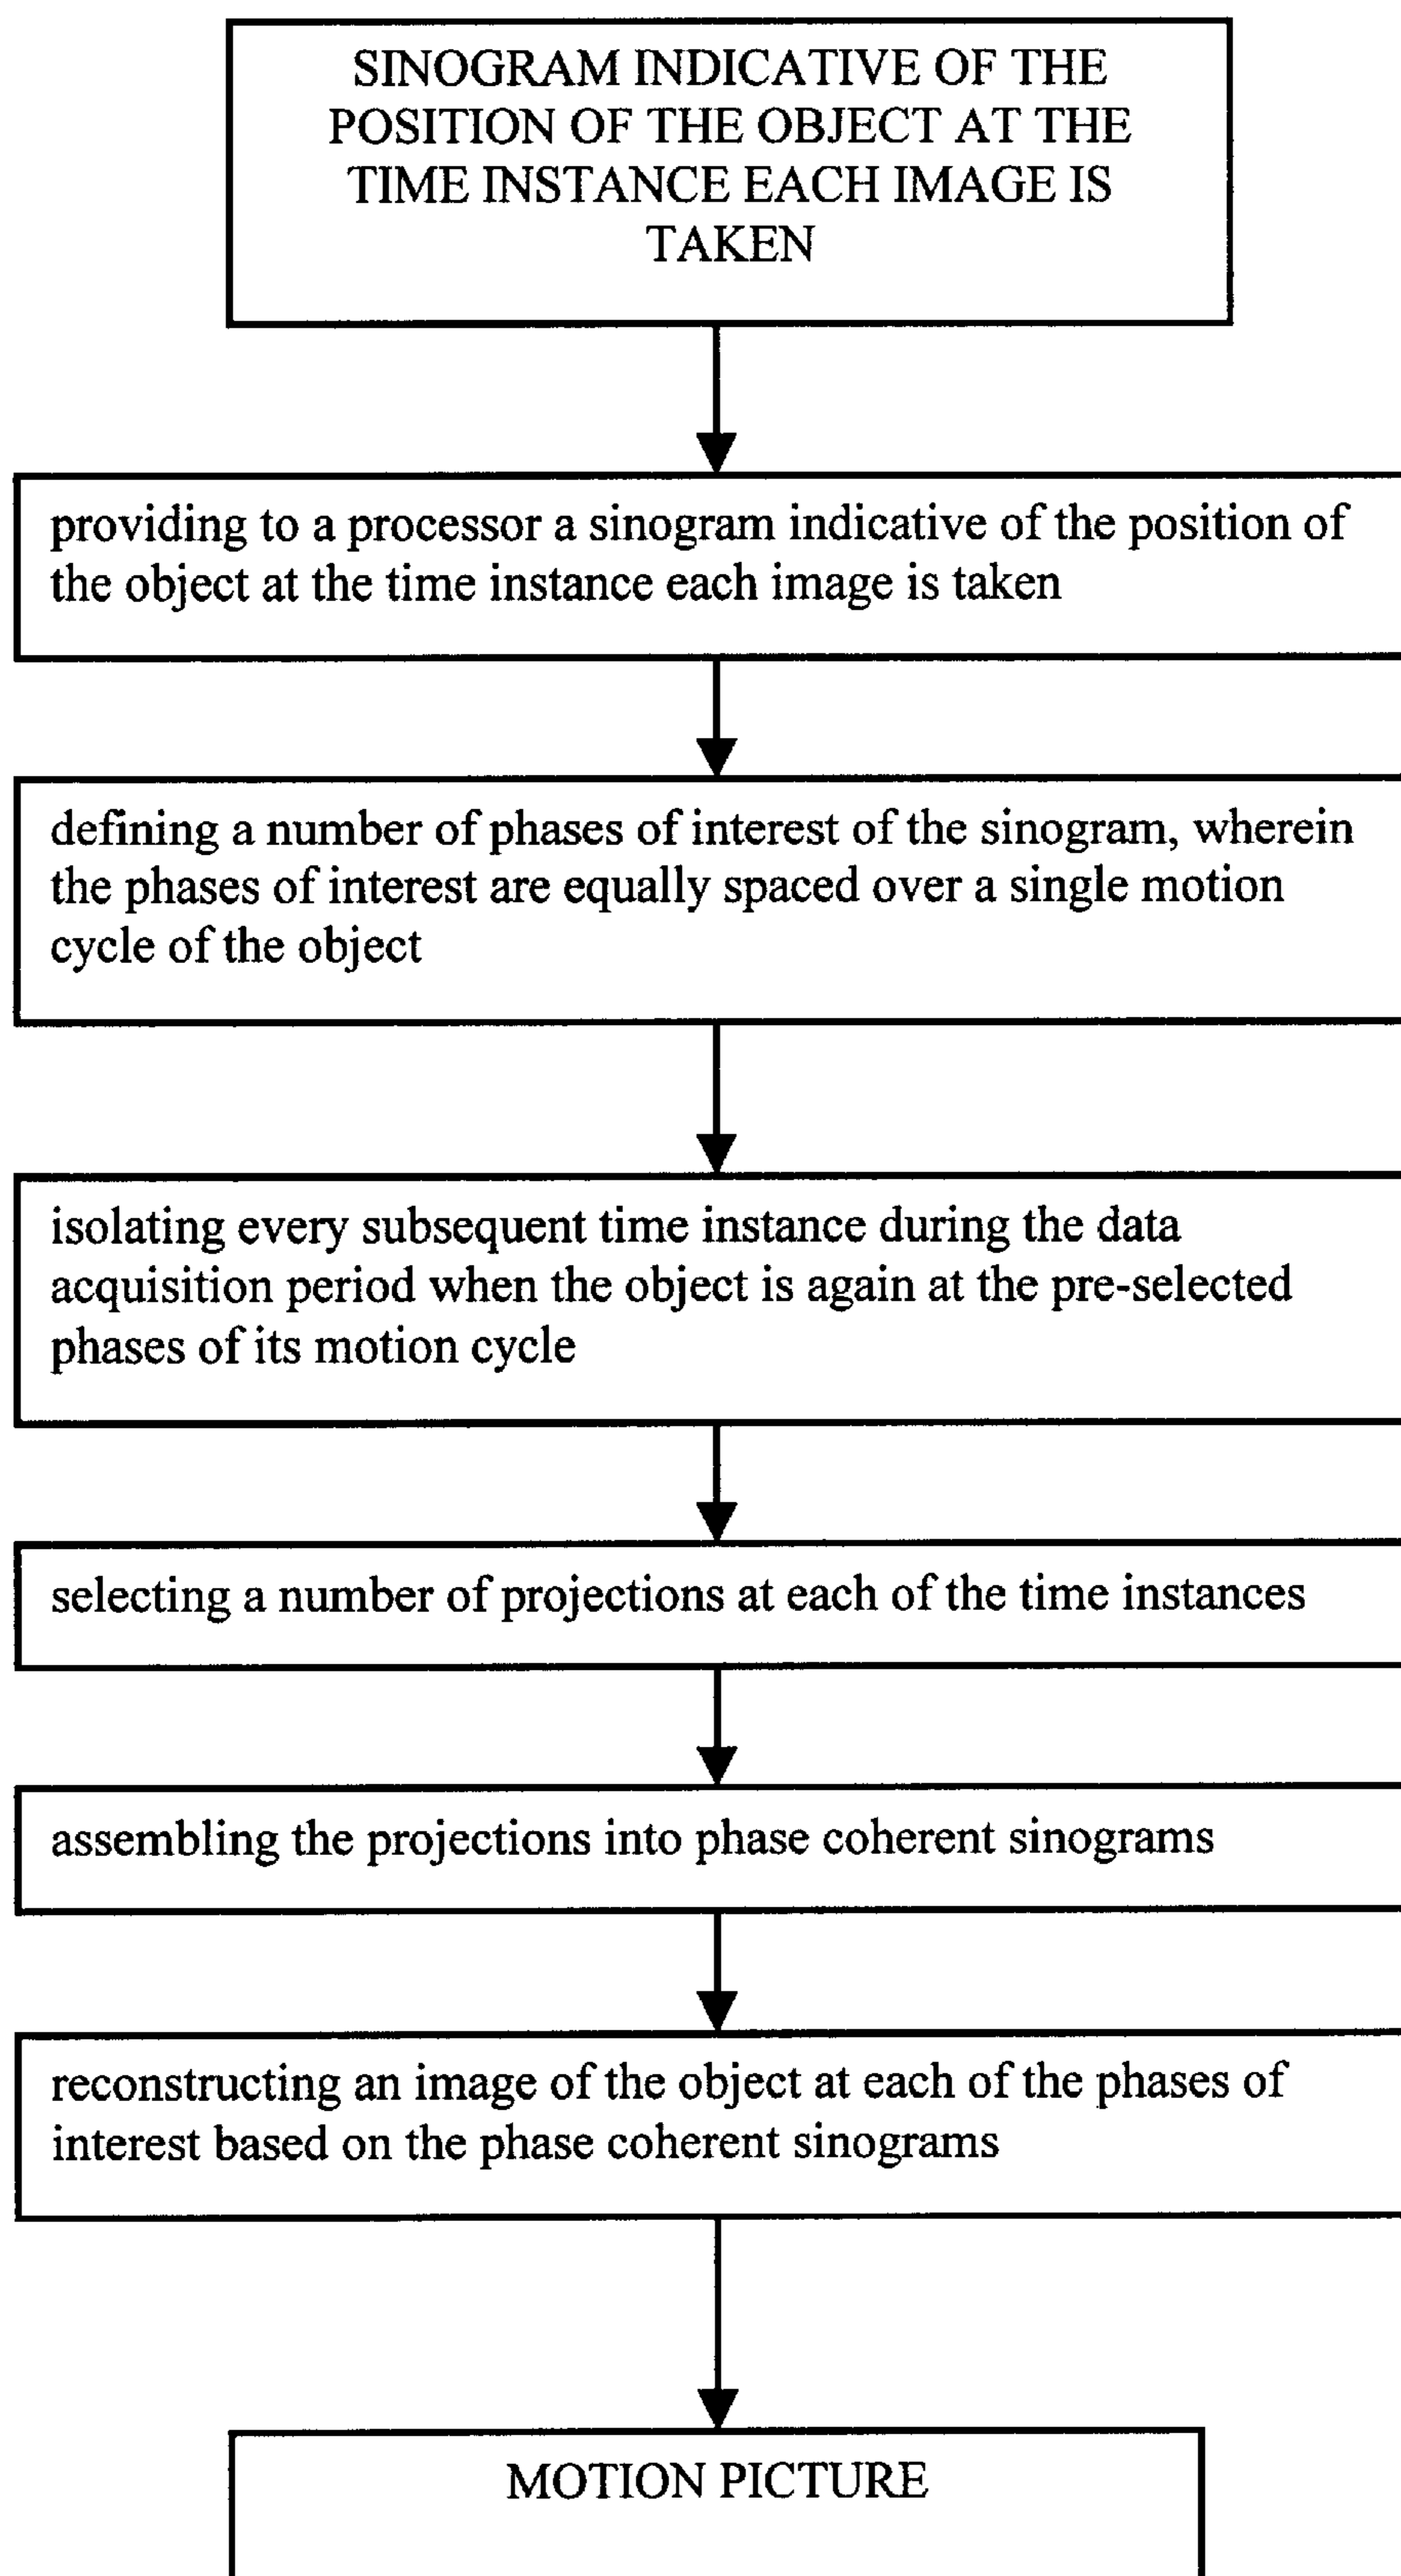 SINOGRAM INDICATIVE OF THE
POSITION OF THE OBJECT AT THE
TIME INSTANCE EACH IMAGE IS
TAKEN
providing to a processor a sinogram indicative of the position of
the object at the time instance each image is taken
defining a number of phases of interest of the sinogram, wherein
the phases of interest are equally spaced over a single motion
cycle of the object
isolating every subsequent time instance during the data
acquisition period when the object is again at the pre-selected
phases of its motion cycle
selecting a number of projections at each of the time instances
assembling the projections into phase coherent sinograms
reconstructing an image of the object at each of the phases of
interest based on the phase coherent sinograms
MOTION PICTURE